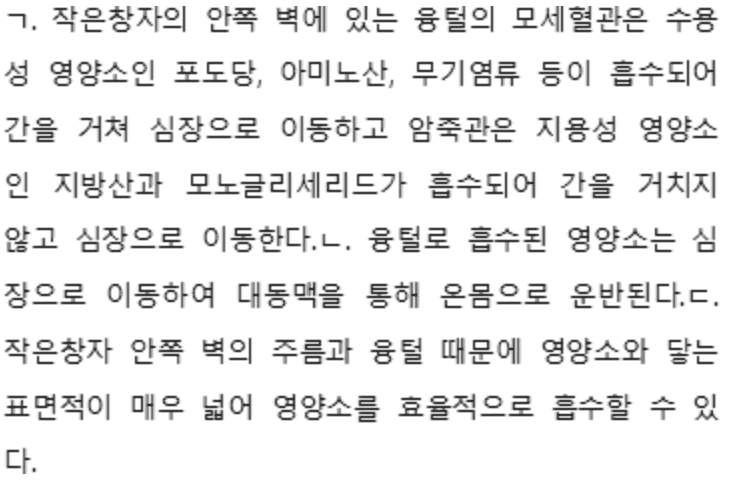 ㄱ. 작은창자의 안쪽 벽에 있는 융털의 모세혈관은 수용
성 영양소인 포도당, 아미노산, 무기염류 등이 흡수되어
간을 거쳐 심장으로 이동하고 암죽관은 지용성 영양소
인 지방산과 모노글리세리드가 흡수되어 간을 거치지
않고 심장으로 이동한다.ㄴ. 융털로 흡수된 영양소는 심
장으로 이동하여 대동맥을 통해 온몸으로 운반된다.ㄷ.
작은창자 안쪽 벽의 주름과 융털 때문에 영양소와 닿는
표면적이 매우 넓어 영양소를 효율적으로 흡수할 수 있
다.